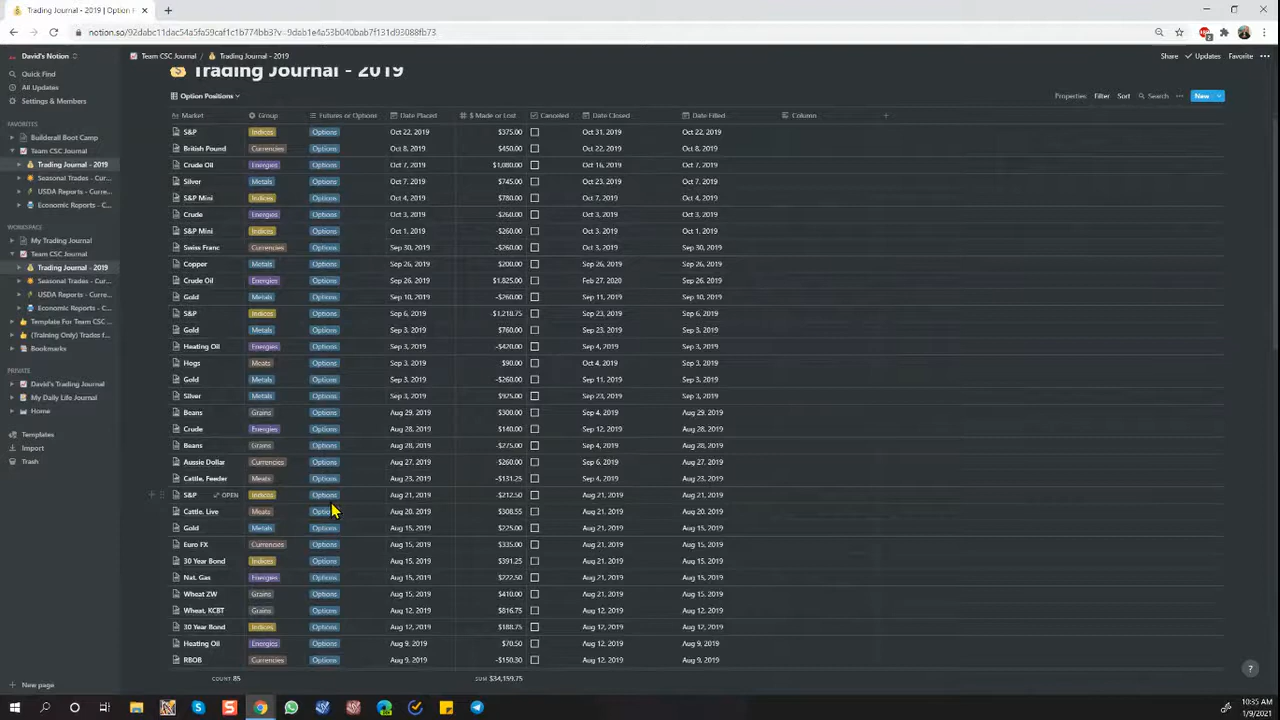 Trading Journal - 2019
notion.so/92dabc11dac54a5fa59caf1c1b774bb3?v=9dab1e4a53b040bab7f131d93088fb73
David's Notion
Team CSC Journal / Trading Journal - 2019
Share Updates Favorite
Quick Find
All Updates
Settings & Members
Trading Journal - 2019
Option Positions
Properties Filter Sort Search New
FAVORITES
Builderall Boot Camp
Team CSC Journal
Trading Journal - 2019
Seasonal Trades - Cur...
USDA Reports - Curre...
Economic Reports - C...
WORKSPACE
My Trading Journal
Team CSC Journal
Trading Journal - 2019
Seasonal Trades - Cur...
USDA Reports - Curre...
Economic Reports - C...
Template For Team CSC ...
(Training Only) Trades f...
Bookmarks
PRIVATE
David's Trading Journal
My Daily Life Journal
Home
Templates
Import
Trash
New page
Market Group Futures or Options Date Placed $ Made or Lost Canceled Date Closed Date Filled Column
S&P Indices Options Oct 22, 2019 $375.00 Oct 31, 2019 Oct 22, 2019
British Pound Currencies Options Oct 8, 2019 $450.00 Oct 22, 2019 Oct 8, 2019
Crude Oil Energies Options Oct 7, 2019 $1,080.00 Oct 16, 2019 Oct 7, 2019
Silver Metals Options Oct 7, 2019 $745.00 Oct 23, 2019 Oct 7, 2019
S&P Mini Indices Options Oct 4, 2019 $780.00 Oct 7, 2019 Oct 4, 2019
Crude Energies Options Oct 3, 2019 -$260.00 Oct 3, 2019 Oct 3, 2019
S&P Mini Indices Options Oct 1, 2019 -$260.00 Oct 3, 2019 Oct 1, 2019
Swiss Franc Currencies Options Sep 30, 2019 -$260.00 Oct 3, 2019 Sep 30, 2019
Copper Metals Options Sep 26, 2019 $200.00 Sep 26, 2019 Sep 26, 2019
Crude Oil Energies Options Sep 26, 2019 $1,825.00 Feb 27, 2020 Sep 26, 2019
Gold Metals Options Sep 10, 2019 -$260.00 Sep 11, 2019 Sep 10, 2019
S&P Indices Options Sep 6, 2019 $1,218.75 Sep 23, 2019 Sep 6, 2019
Gold Metals Options Sep 3, 2019 $760.00 Sep 23, 2019 Sep 3, 2019
Heating Oil Energies Options Sep 3, 2019 -$420.00 Sep 4, 2019 Sep 3, 2019
Hogs Meats Options Sep 3, 2019 $90.00 Oct 4, 2019 Sep 3, 2019
Gold Metals Options Sep 3, 2019 -$260.00 Sep 11, 2019 Sep 3, 2019
Silver Metals Options Sep 3, 2019 $925.00 Sep 23, 2019 Sep 3, 2019
Beans Grains Options Aug 29, 2019 $300.00 Sep 4, 2019 Aug 29, 2019
Crude Energies Options Aug 28, 2019 $140.00 Sep 12, 2019 Aug 28, 2019
Beans Grains Options Aug 28, 2019 -$275.00 Sep 4, 2019 Aug 28, 2019
Aussie Dollar Currencies Options Aug 27, 2019 $260.00 Sep 6, 2019 Aug 27, 2019
Cattle, Feeder Meats Options Aug 23, 2019 -$131.25 Sep 4, 2019 Aug 23, 2019
S&P OPEN Indices Options Aug 21, 2019 -$212.50 Aug 21, 2019 Aug 21, 2019
Cattle, Live Meats Options Aug 20, 2019 $308.55 Aug 21, 2019 Aug 20, 2019
Gold Metals Options Aug 15, 2019 $225.00 Aug 21, 2019 Aug 15, 2019
Euro FX Currencies Options Aug 15, 2019 $335.00 Aug 21, 2019 Aug 15, 2019
30 Year Bond Indices Options Aug 15, 2019 $391.25 Aug 21, 2019 Aug 15, 2019
Nat. Gas Energies Options Aug 15, 2019 $222.50 Aug 21, 2019 Aug 15, 2019
Wheat ZW Grains Options Aug 15, 2019 $410.00 Aug 21, 2019 Aug 15, 2019
Wheat, KCBT Grains Options Aug 12, 2019 $816.75 Aug 12, 2019 Aug 12, 2019
30 Year Bond Indices Options Aug 12, 2019 $188.75 Aug 12, 2019 Aug 12, 2019
Heating Oil Energies Options Aug 9, 2019 $70.50 Aug 12, 2019 Aug 9, 2019
RBOB Currencies Options Aug 9, 2019 -$150.30 Aug 12, 2019 Aug 9, 2019
COUNT 85 SUM $34,159.75
10:35 AM
1/9/2021